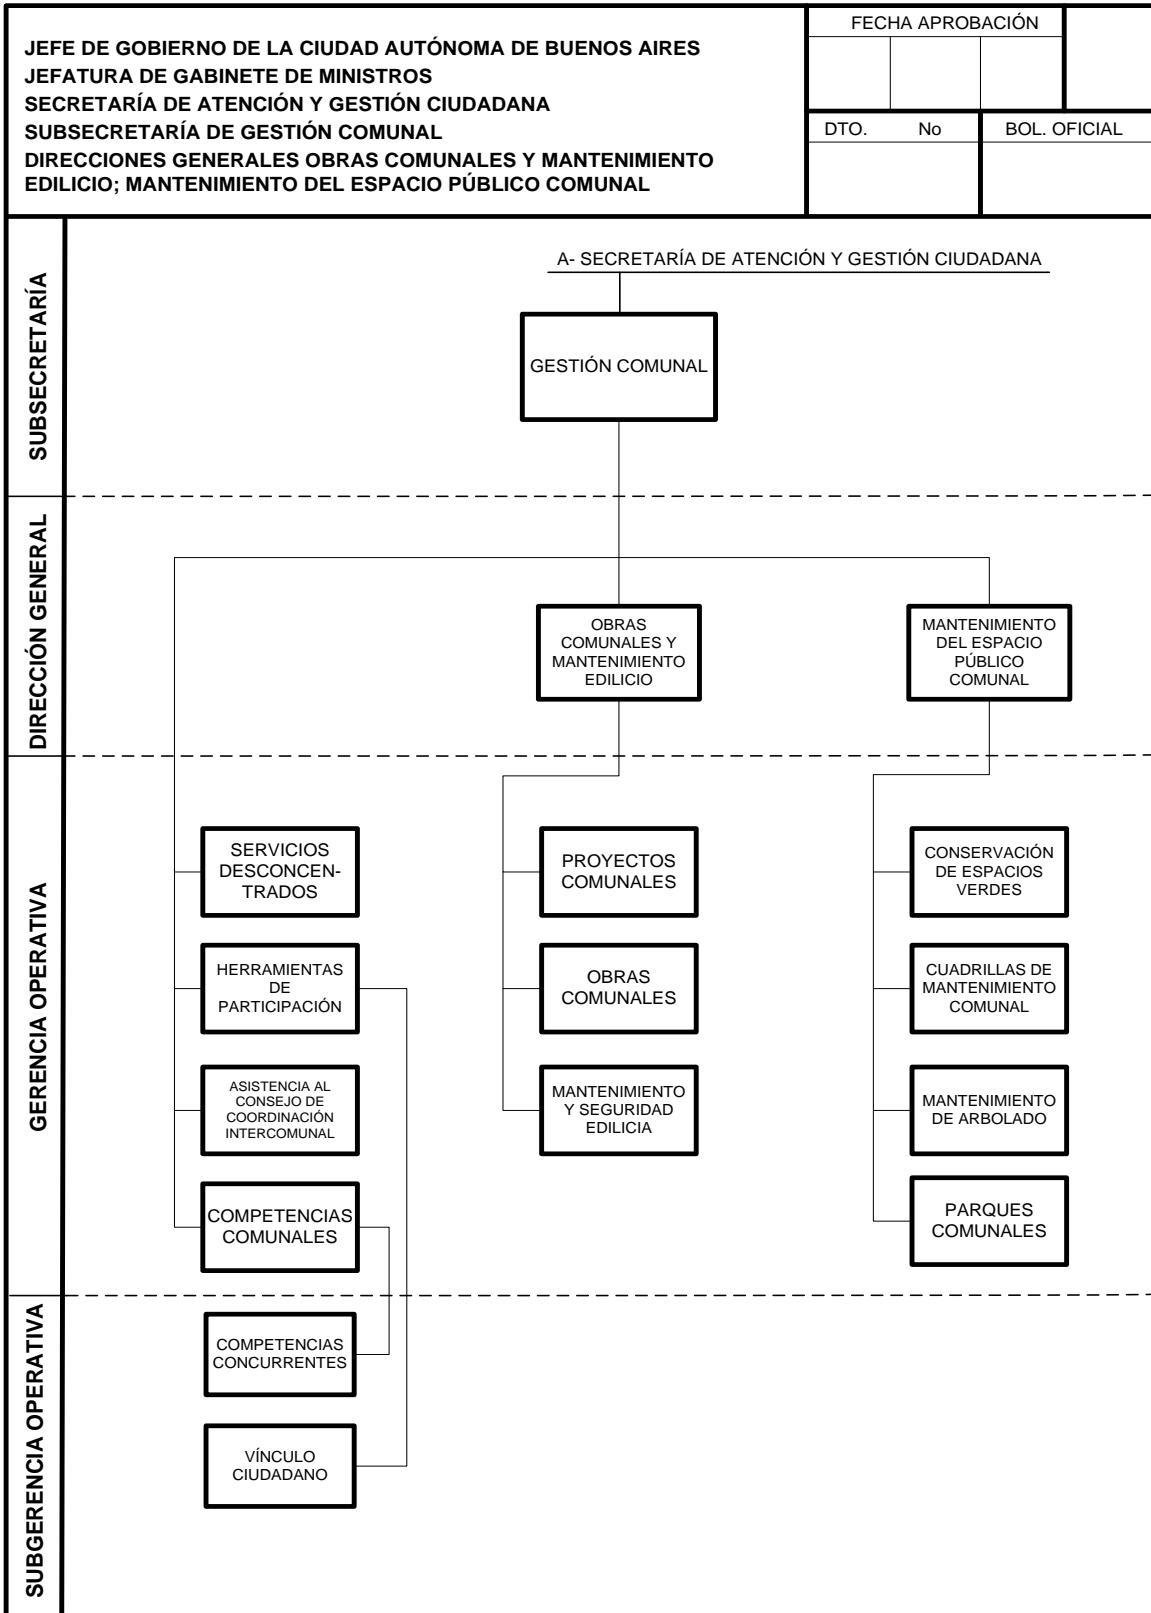 JEFE DE GOBIERNO DE LA CIUDAD AUTÓNOMA DE BUENOS AIRES
JEFATURA DE GABINETE DE MINISTROS
SECRETARÍA DE ATENCIÓN Y GESTIÓN CIUDADANA
SUBSECRETARÍA DE GESTIÓN COMUNAL
DIRECCIONES GENERALES OBRAS COMUNALES Y MANTENIMIENTO
EDILICIO; MANTENIMIENTO DEL ESPACIO PÚBLICO COMUNAL
FECHA APROBACIÓN
DTO. No
BOL. OFICIAL
SUBSECRETARÍA
A- SECRETARÍA DE ATENCIÓN Y GESTIÓN CIUDADANA
GESTIÓN COMUNAL
DIRECCIÓN GENERAL
OBRAS
COMUNALES Y
MANTENIMIENTO
EDILICIO
MANTENIMIENTO
DEL ESPACIO
PÚBLICO
COMUNAL
GERENCIA OPERATIVA
SERVICIOS
DESCONCEN-
TRADOS
HERRAMIENTAS
DE
PARTICIPACIÓN
ASISTENCIA AL
CONSEJO DE
COORDINACIÓN
INTERCOMUNAL
COMPETENCIAS
COMUNALES
PROYECTOS
COMUNALES
OBRAS
COMUNALES
MANTENIMIENTO
Y SEGURIDAD
EDILICIA
CONSERVACIÓN
DE ESPACIOS
VERDES
CUADRILLAS DE
MANTENIMIENTO
COMUNAL
MANTENIMIENTO
DE ARBOLADO
PARQUES
COMUNALES
SUBGERENCIA OPERATIVA
COMPETENCIAS
CONCURRENTES
VÍNCULO
CIUDADANO